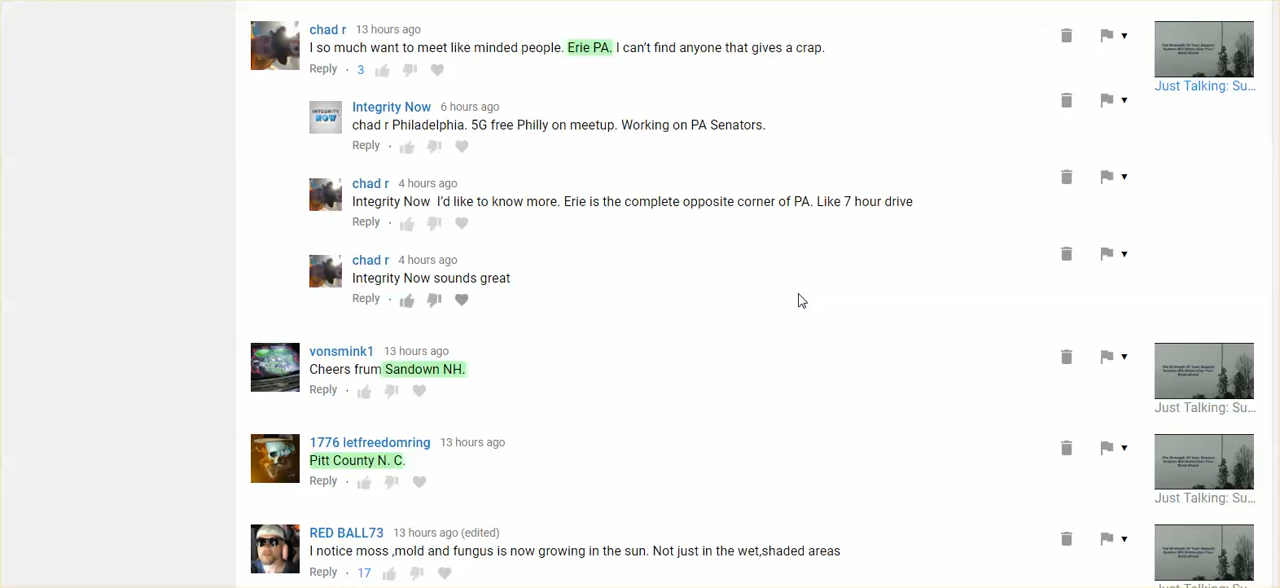 chad r 13 hours ago
I so much want to meet like minded people. Erie PA. I can't find anyone that gives a crap.
Reply · 3
Just Talking: Su...
Integrity Now 6 hours ago
chad r Philadelphia. 5G free Philly on meetup. Working on PA Senators.
Reply ·
chad r 4 hours ago
Integrity Now I'd like to know more. Erie is the complete opposite corner of PA. Like 7 hour drive
Reply ·
chad r 4 hours ago
Integrity Now sounds great
Reply ·
vonsmink1 13 hours ago
Cheers frum Sandown NH.
Reply ·
Just Talking: Su...
1776 letfreedomring 13 hours ago
Pitt County N. C.
Reply ·
Just Talking: Su...
RED BALL73 13 hours ago (edited)
I notice moss ,mold and fungus is now growing in the sun. Not just in the wet,shaded areas
Reply · 17